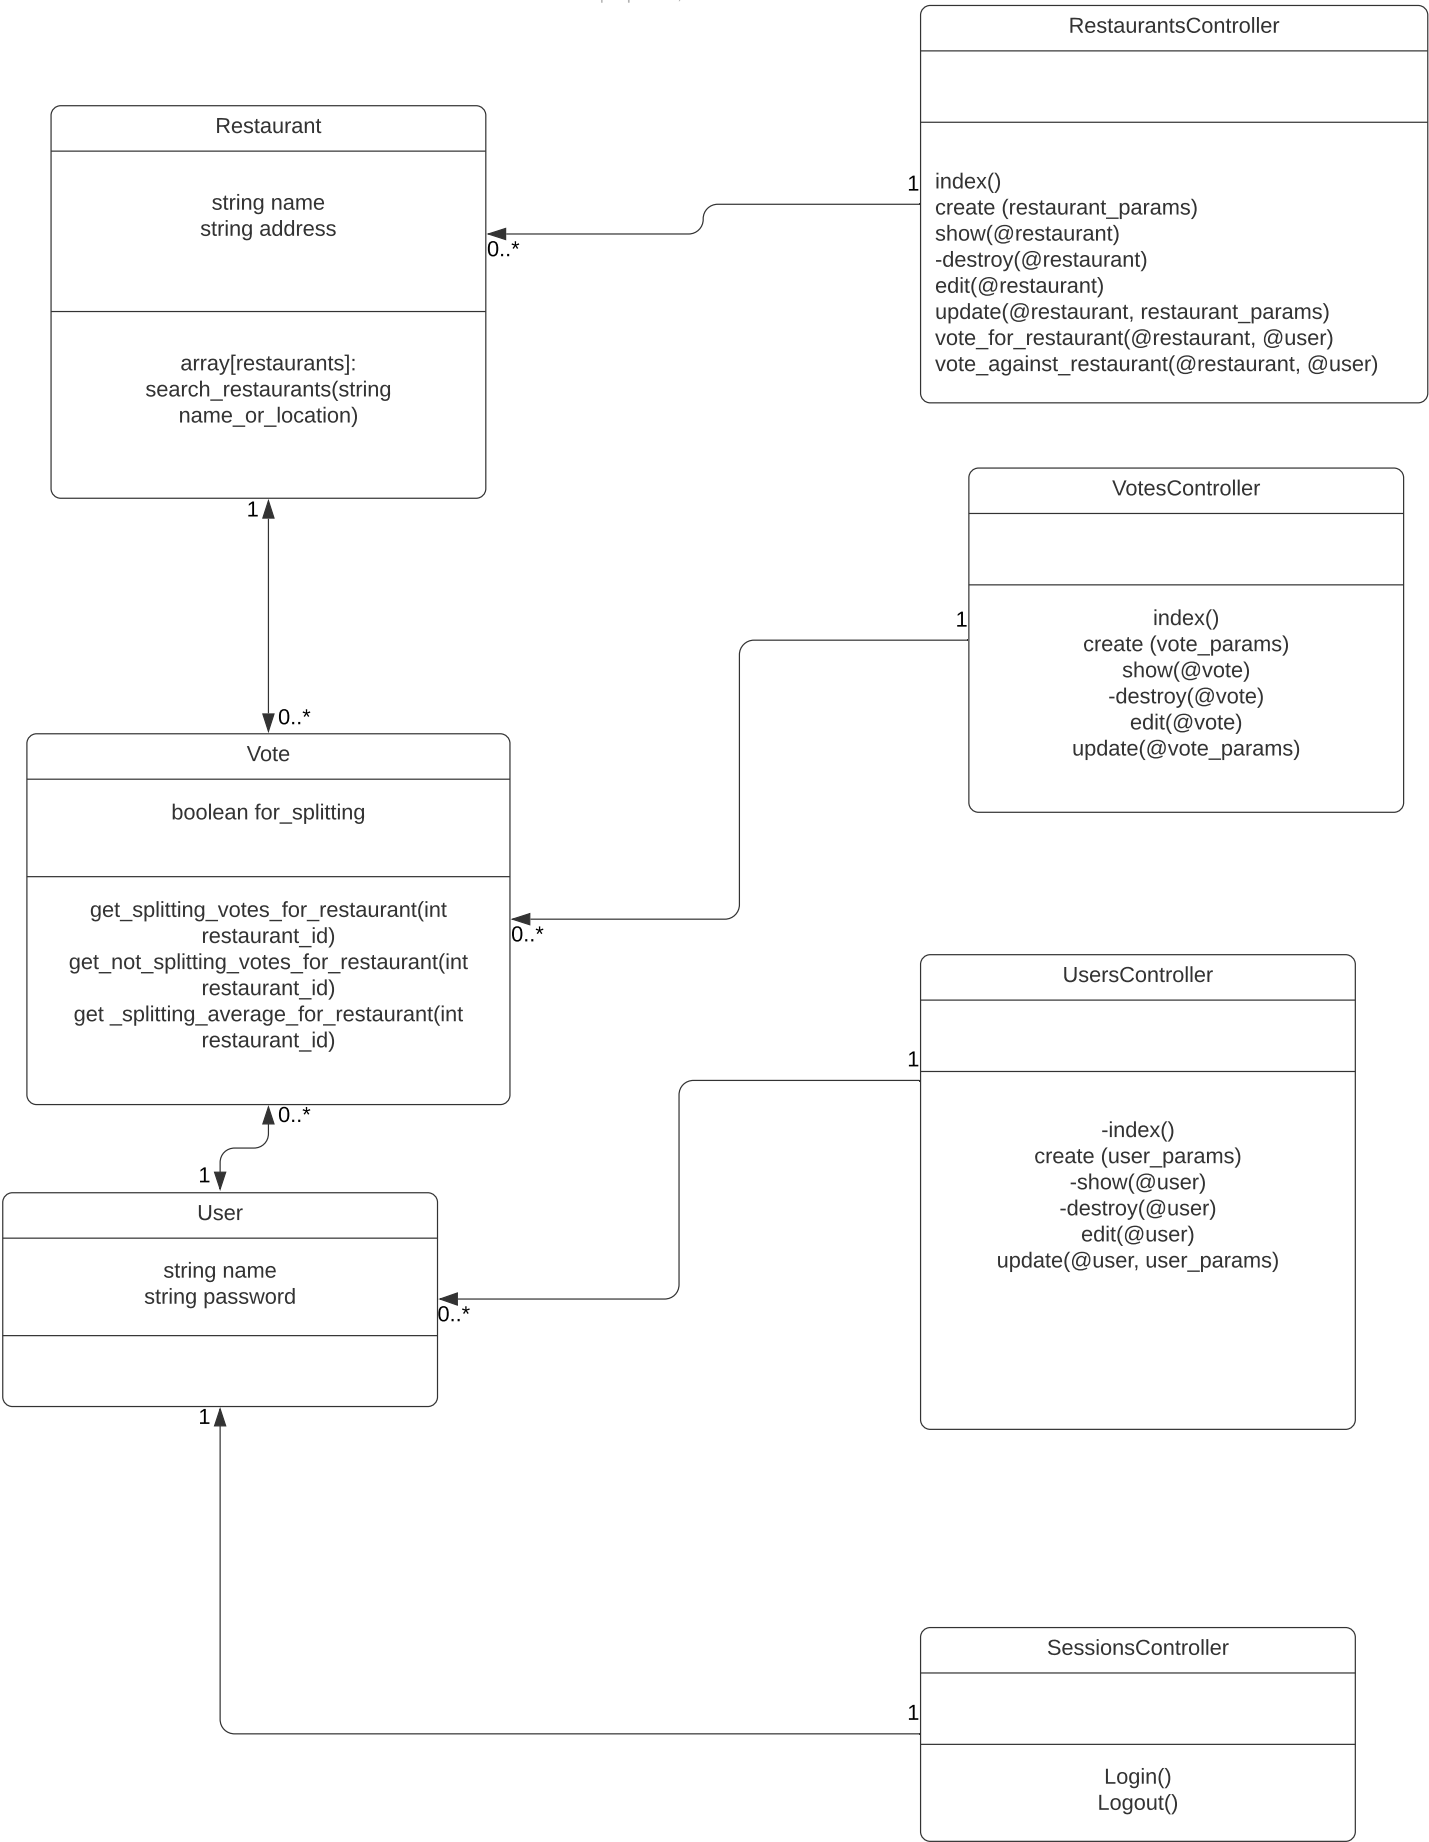 RestaurantsController
index()
create (restaurant_params)
show(@restaurant)
-destroy(@restaurant)
edit(@restaurant)
update(@restaurant, restaurant_params)
vote_for_restaurant(@restaurant, @user)
vote_against_restaurant(@restaurant, @user)
1
0..*
Restaurant
string name
string address
array[restaurants]:
search_restaurants(string
name_or_location)
1
0..*
VotesController
index()
create (vote_params)
show(@vote)
-destroy(@vote)
edit(@vote)
update(@vote_params)
1
0..*
Vote
boolean for_splitting
get_splitting_votes_for_restaurant(int
restaurant_id)
get_not_splitting_votes_for_restaurant(int
restaurant_id)
get _splitting_average_for_restaurant(int
restaurant_id)
0..*
1
UsersController
-index()
create (user_params)
-show(@user)
-destroy(@user)
edit(@user)
update(@user, user_params)
1
0..*
User
string name
string password
1
1
SessionsController
Login()
Logout()